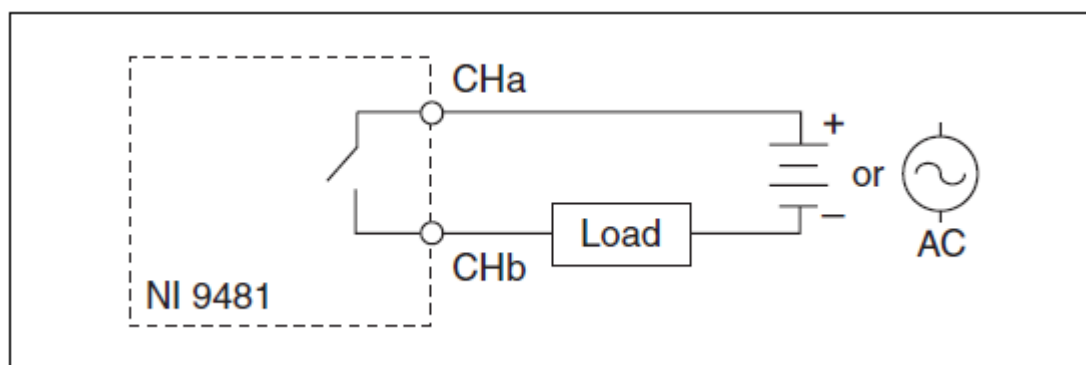 CHa
+
or
Load
–
AC
CHb
NI 9481